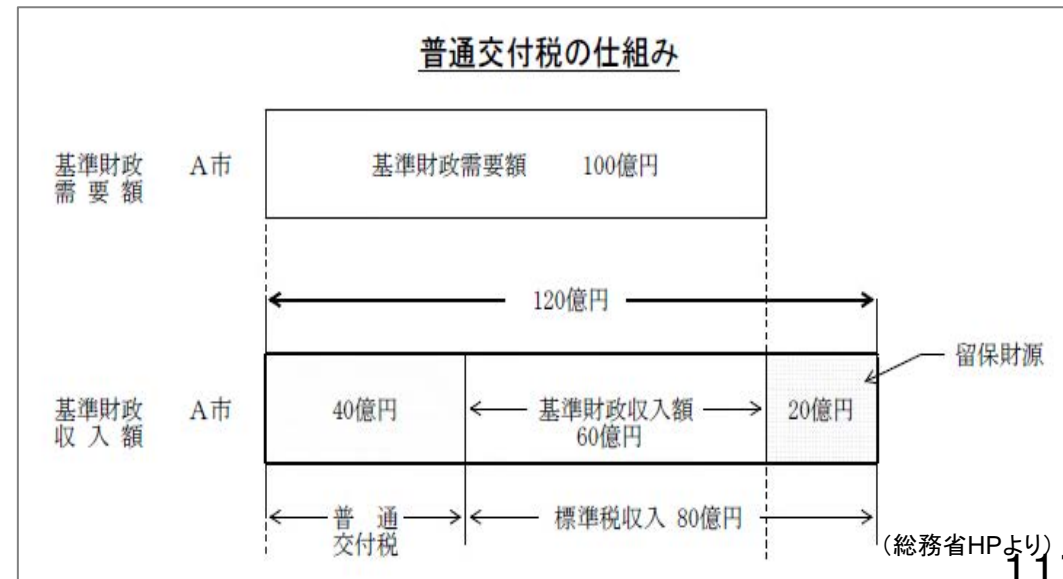 普通交付税の仕組み
基準財政
需 要 額
A市
基準財政需要額 100億円
120億円
留保財源
基準財政
収 入 額
A市
40億円
基準財政収入額
60億円
20億円
普 通
交付税
標準税収入 80億円
(総務省HPより)